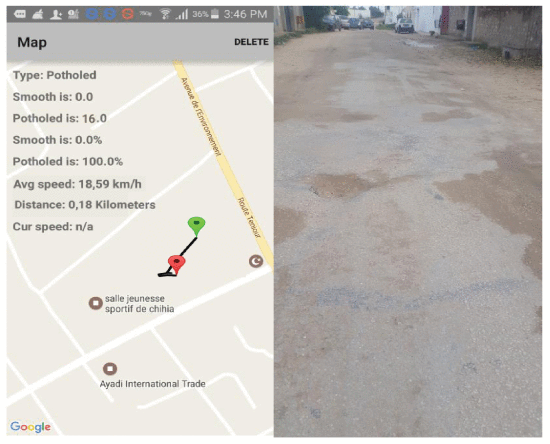 36% 3:46 PM
Map
DELETE
Type: Potholed
Smooth is: 0.0
Potholed is: 16.0
Smooth is: 0.0%
Potholed is: 100.0%
Avg speed: 18,59 km/h
Distance: 0,18 Kilometers
Cur speed: n/a
Avenue de l'Environnement
Route Teniour
salle jeunesse
sportif de chihia
Ayadi International Trade
Google